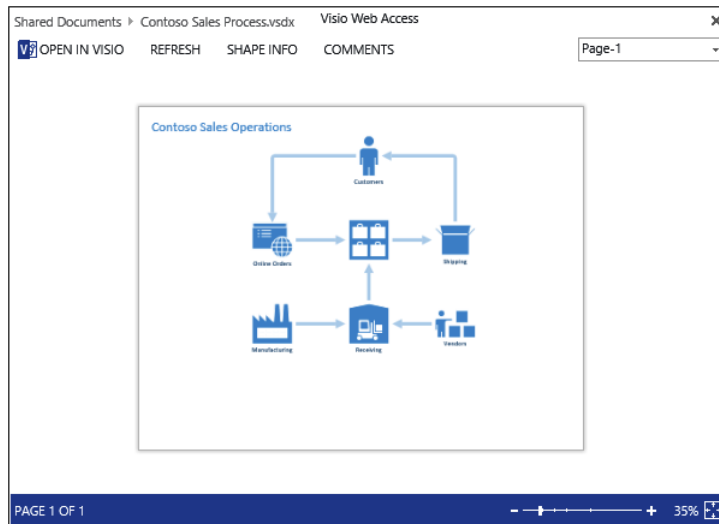 Shared Documents ▸ Contoso Sales Process.vsdx Visio Web Access
OPEN IN VISIO REFRESH SHAPE INFO COMMENTS Page-1
Contoso Sales Operations
Customers
Online Orders
Shipping
Manufacturing
Receiving
Vendors
PAGE 1 OF 1 35%